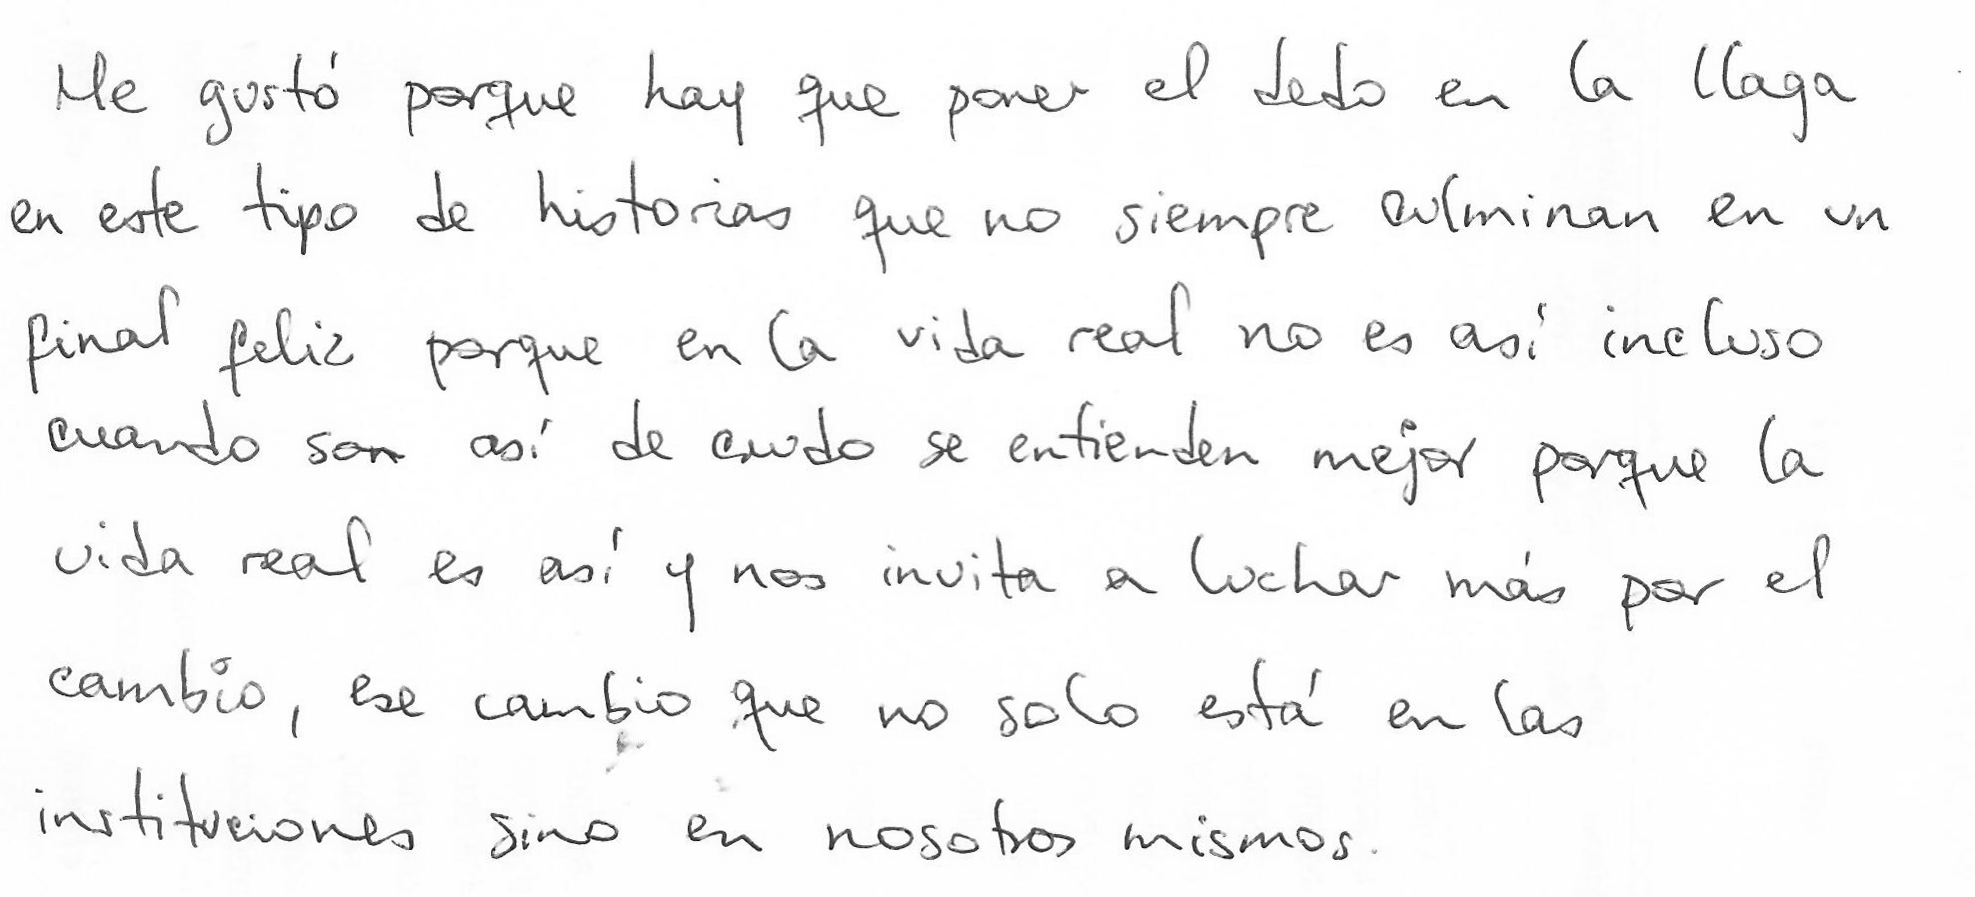 Me gustó porque hay que poner el dedo en la llaga
en este tipo de historias que no siempre culminan en un
final feliz porque en la vida real no es así incluso
cuando son así de crudo se entienden mejor porque la
vida real es así y nos invita a luchar más por el
cambio, ese cambio que no solo está en las
instituciones sino en nosotros mismos.